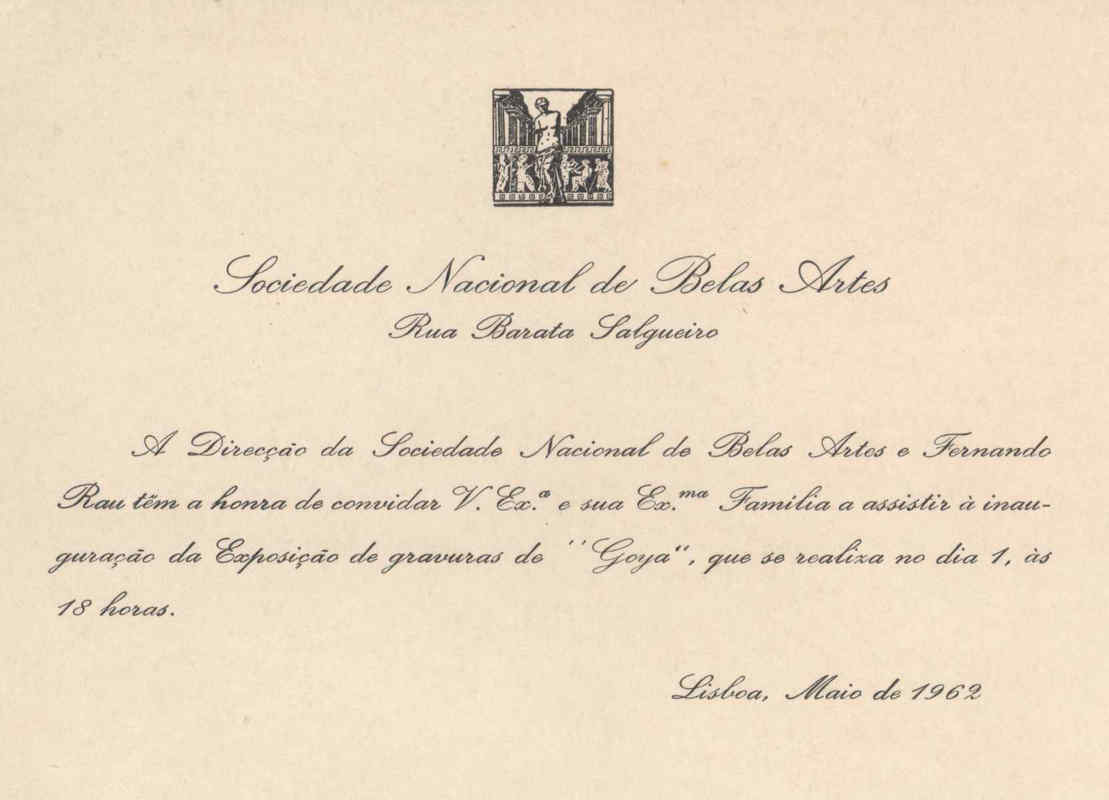 Sociedade Nacional de Belas Artes
Rua Barata Salgueiro
A Direcção da Sociedade Nacional de Belas Artes e Fernando
Rau têm a honra de convidar V. Ex.ª e sua Ex.ᵐᵃ Família a assistir à inau-
guração da Exposição de gravuras de ''Goya", que se realiza no dia 1, às
18 horas.
Lisboa, Maio de 1962